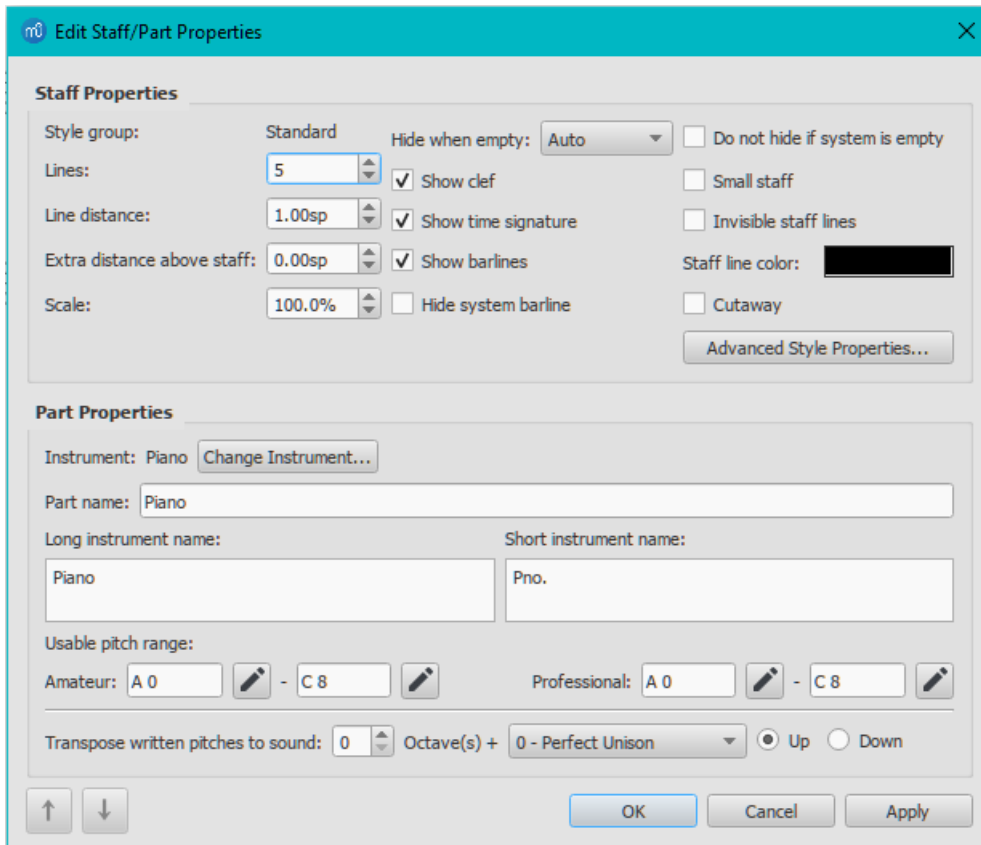 Edit Staff/Part Properties
Staff Properties
Style group: Standard Hide when empty: Auto Do not hide if system is empty
Lines: 5 Show clef Small staff
Line distance: 1.00sp Show time signature Invisible staff lines
Extra distance above staff: 0.00sp Show barlines Staff line color:
Scale: 100.0% Hide system barline Cutaway
Advanced Style Properties...
Part Properties
Instrument: Piano Change Instrument...
Part name: Piano
Long instrument name: Short instrument name:
Piano Pno.
Usable pitch range:
Amateur: A 0 - C 8 Professional: A 0 - C 8
Transpose written pitches to sound: 0 Octave(s) + 0 - Perfect Unison Up Down
OK Cancel Apply